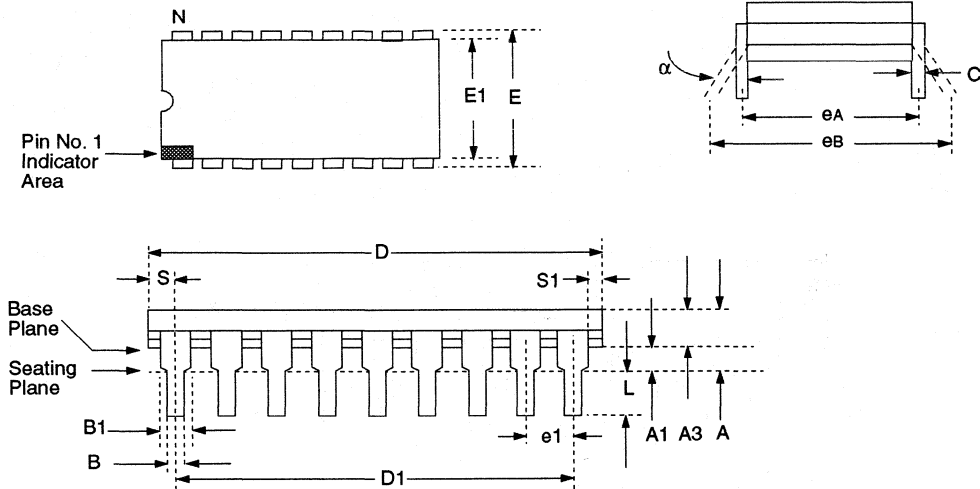 N
E1
E
Pin No. 1
Indicator
Area
α
C
eA
eB
D
S
S1
Base
Plane
Seating
Plane
L
A1
A3
A
B1
e1
B
D1